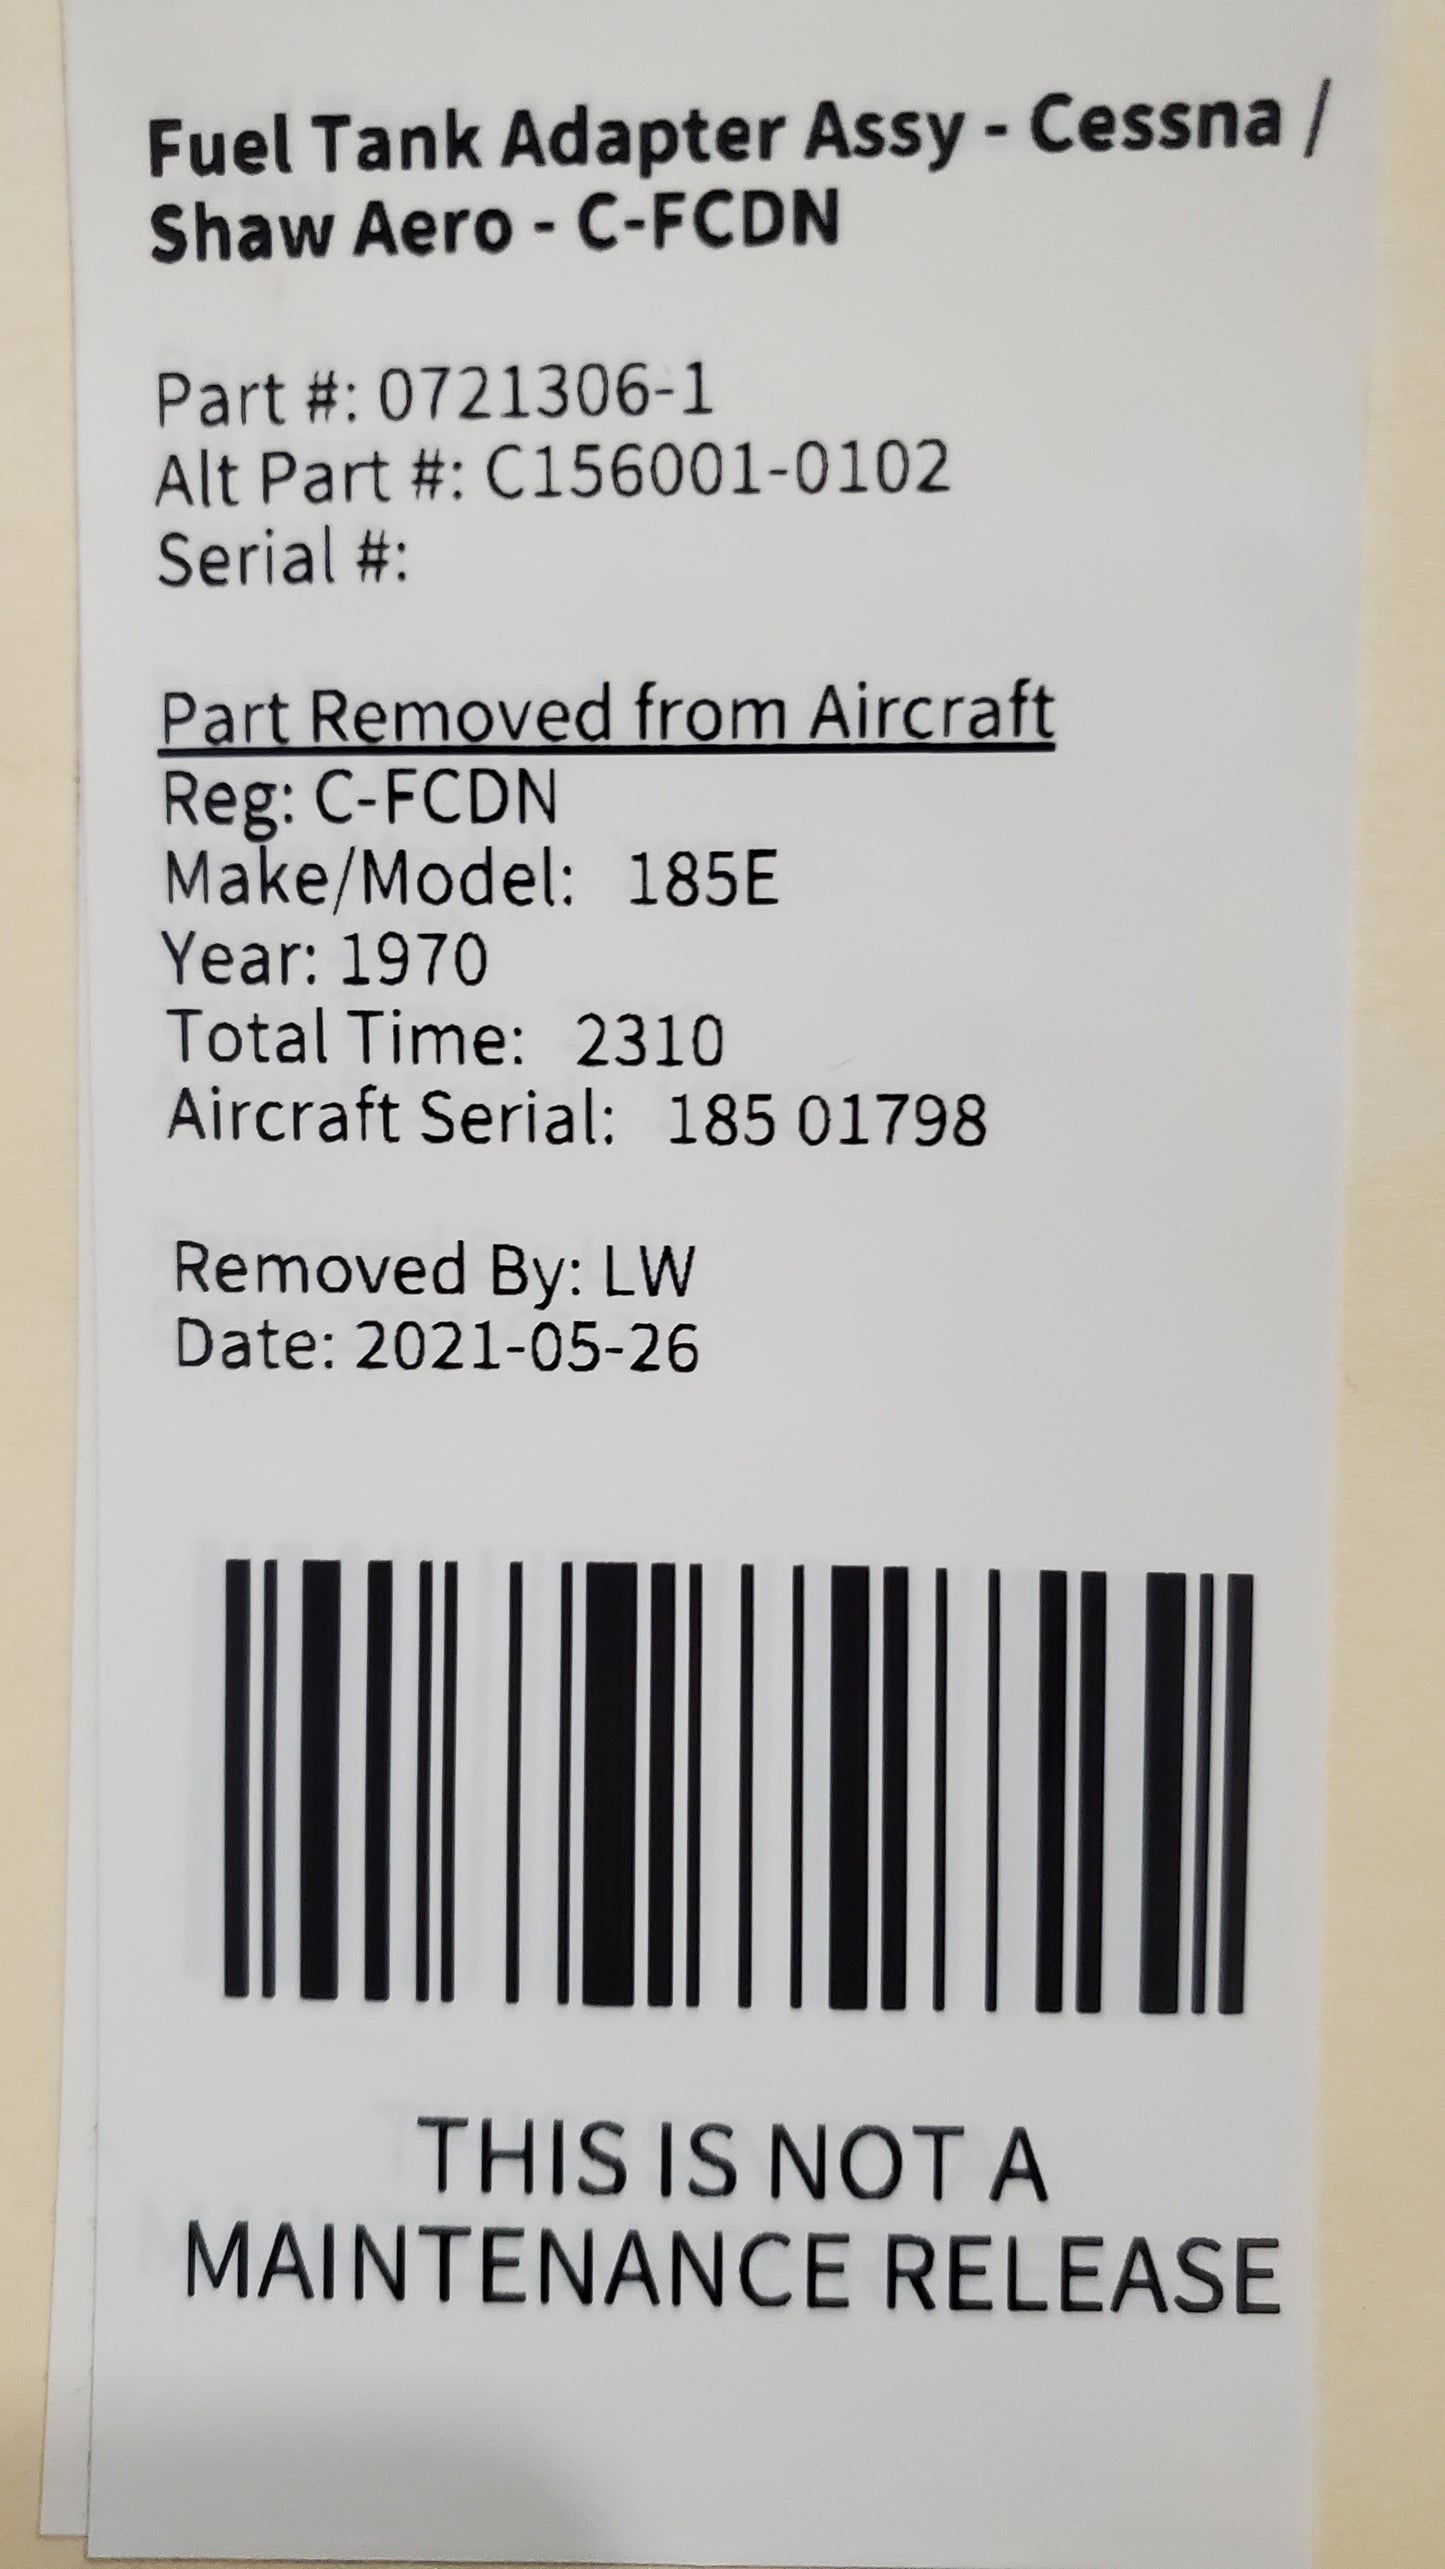 Fuel Tank Adapter Assy - Cessna /
Shaw Aero - C-FCDN
Part #: 0721306-1
Alt Part #: C156001-0102
Serial #:
Part Removed from Aircraft
Reg: C-FCDN
Make/Model: 185E
Year: 1970
Total Time: 2310
Aircraft Serial: 185 01798
Removed By: LW
Date: 2021-05-26
THIS IS NOT A
MAINTENANCE RELEASE